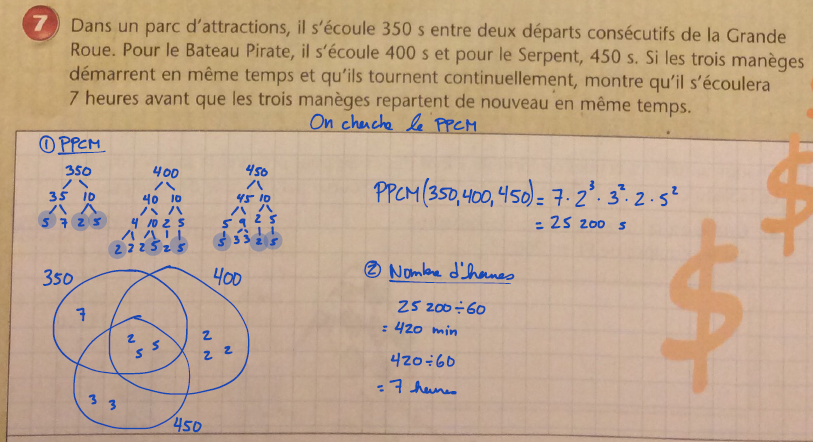 7 Dans un parc d'attractions, il s'écoule 350 s entre deux départs consécutifs de la Grande
Roue. Pour le Bateau Pirate, il s'écoule 400 s et pour le Serpent, 450 s. Si les trois manèges
démarrent en même temps et qu'ils tournent continuellement, montre qu'il s'écoulera
7 heures avant que les trois manèges repartent de nouveau en même temps.
On cherche le PPCM
① PPCM
350 400 450
35 10 40 10 45 10
5 7 2 5 4 10 2 5 5 9 2 5
2 2 2 5 2 5 5 3 3 2 5
PPCM(350,400,450) = 7·2³·3²·2·5²
= 25 200 s
350 400
7
2
5 5
2
2 2
3 3
450
② Nombre d'heures
25 200÷60
= 420 min
420÷60
= 7 heures
$
$